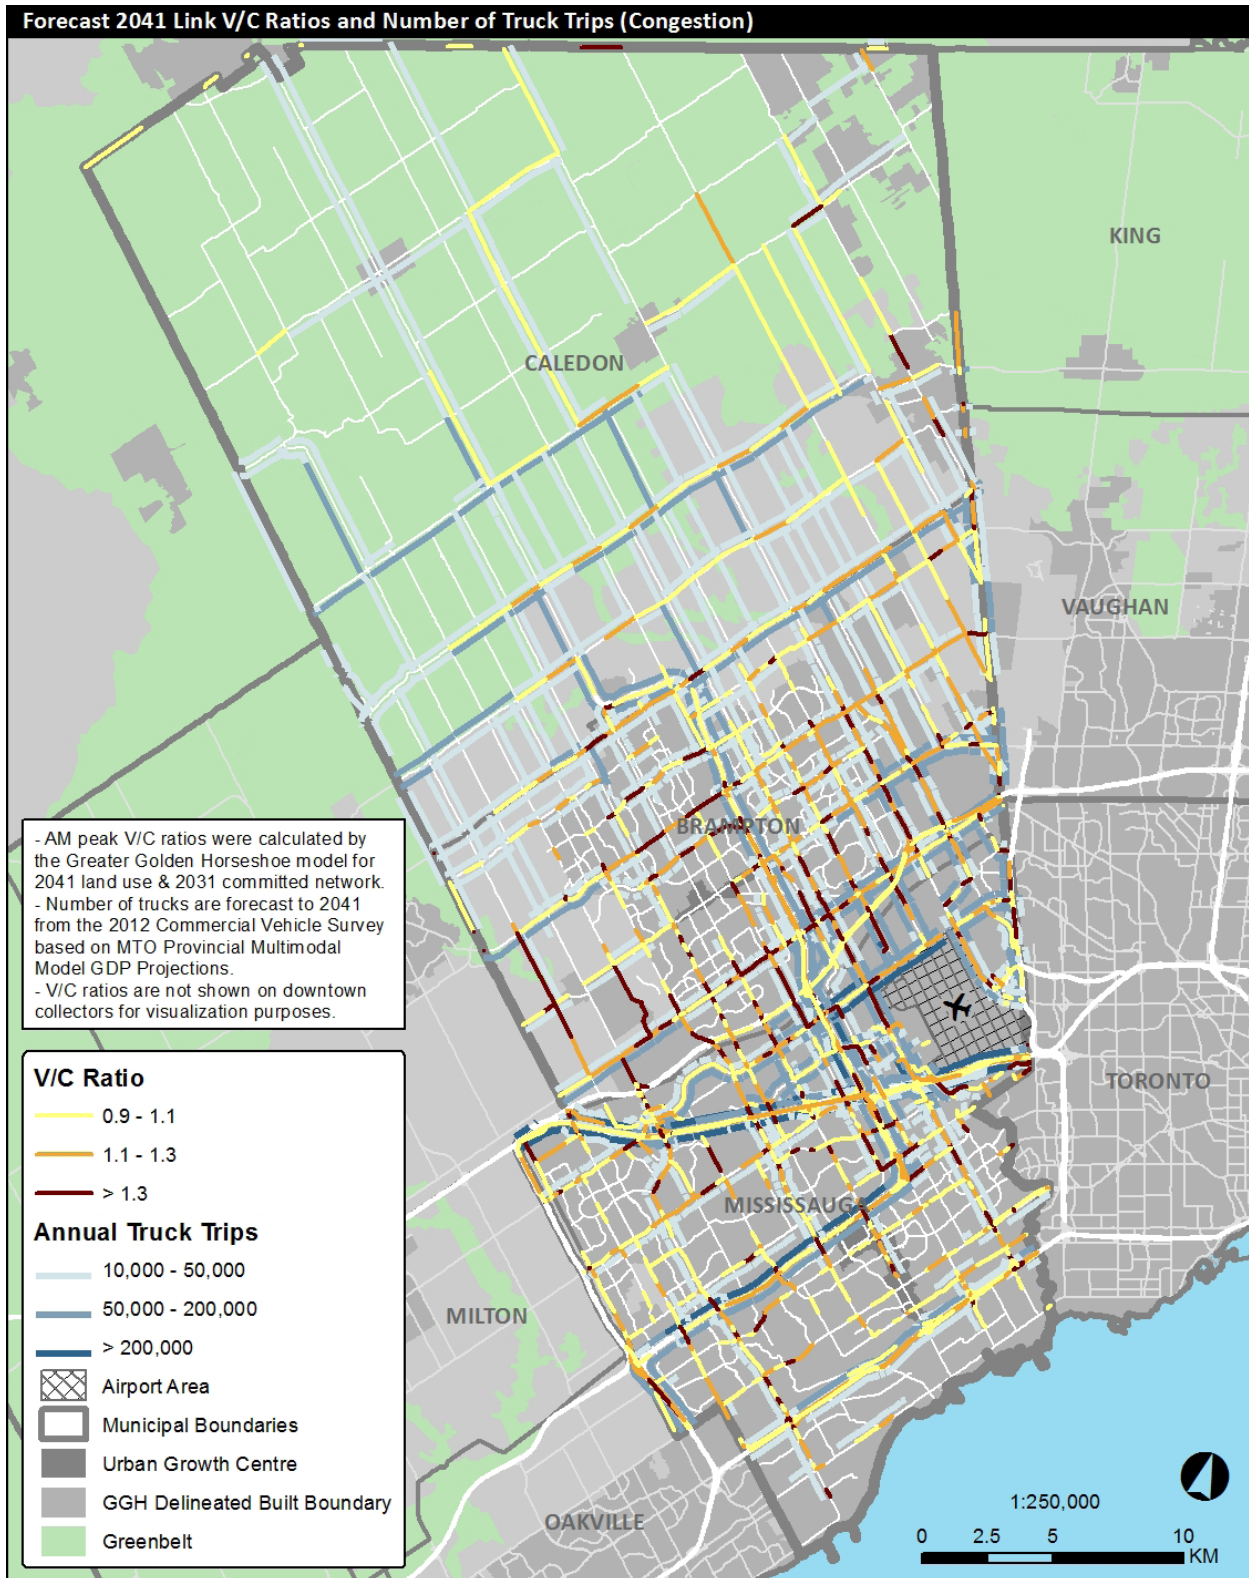 Forecast 2041 Link V/C Ratios and Number of Truck Trips (Congestion)
KING
CALEDON
VAUGHAN
BRAMPTON
- AM peak V/C ratios were calculated by
the Greater Golden Horseshoe model for
2041 land use & 2031 committed network.
- Number of trucks are forecast to 2041
from the 2012 Commercial Vehicle Survey
based on MTO Provincial Multimodal
Model GDP Projections.
- V/C ratios are not shown on downtown
collectors for visualization purposes.
TORONTO
MISSISSAUGA
MILTON
OAKVILLE
V/C Ratio
0.9 - 1.1
1.1 - 1.3
> 1.3
Annual Truck Trips
10,000 - 50,000
50,000 - 200,000
> 200,000
Airport Area
Municipal Boundaries
Urban Growth Centre
GGH Delineated Built Boundary
Greenbelt
1:250,000
0 2.5 5 10
KM